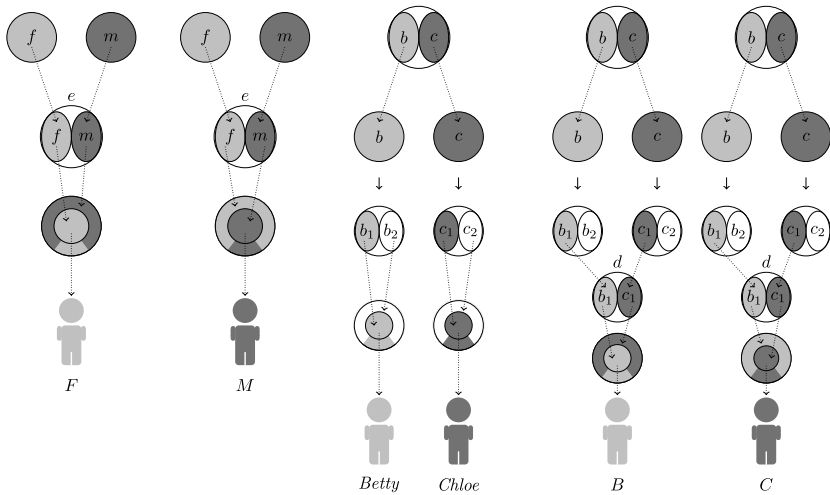 f m f m b c b c b c
e e
f m f m b c b c b c
b₁ b₂ c₁ c₂ b₁ b₂ c₁ c₂ b₁ b₂ c₁ c₂
d d
b₁ c₁ b₁ c₁
F M
Betty Chloe B C